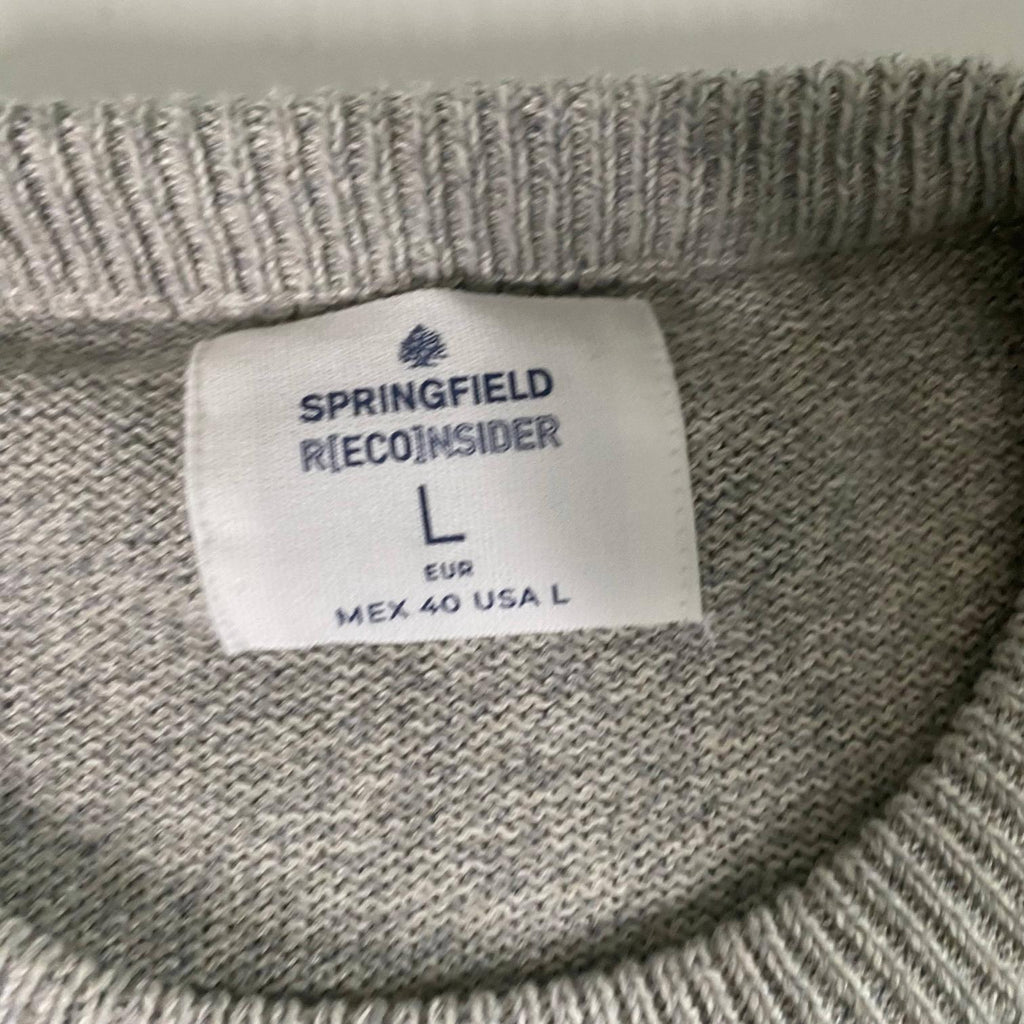 SPRINGFIELD
R[ECO]NSIDER
L
EUR
MEX 40 USA L